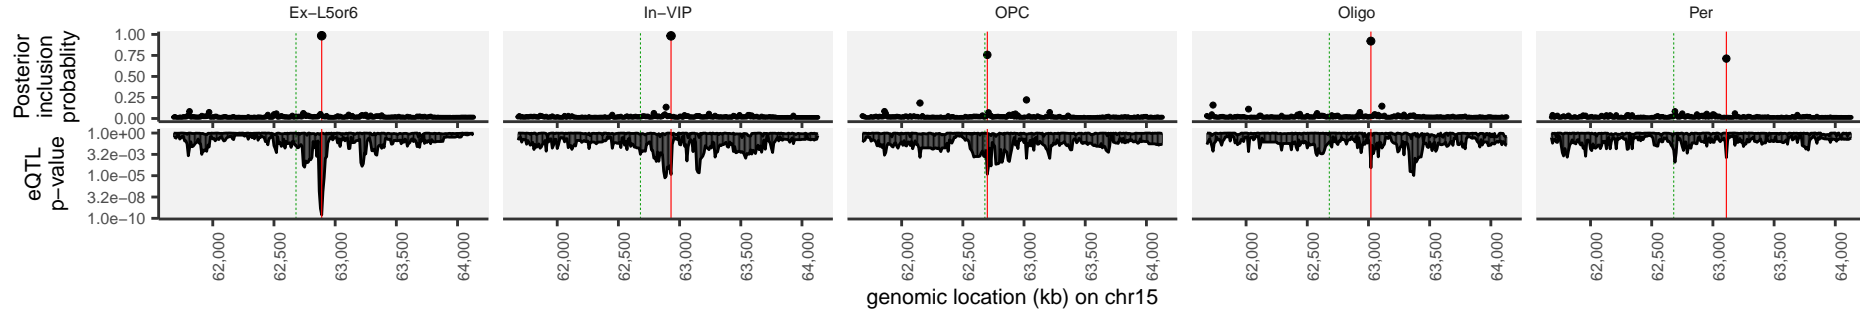 Ex−L5or6
In−VIP
OPC
Oligo
Per
Posterior
inclusion
probablity
1.00
0.75
0.50
0.25
0.00
eQTL
p−value
1.0e+00
3.2e−03
1.0e−05
3.2e−08
1.0e−10
62,000
62,500
63,000
63,500
64,000
62,000
62,500
63,000
63,500
64,000
62,000
62,500
63,000
63,500
64,000
62,000
62,500
63,000
63,500
64,000
62,000
62,500
63,000
63,500
64,000
genomic location (kb) on chr15